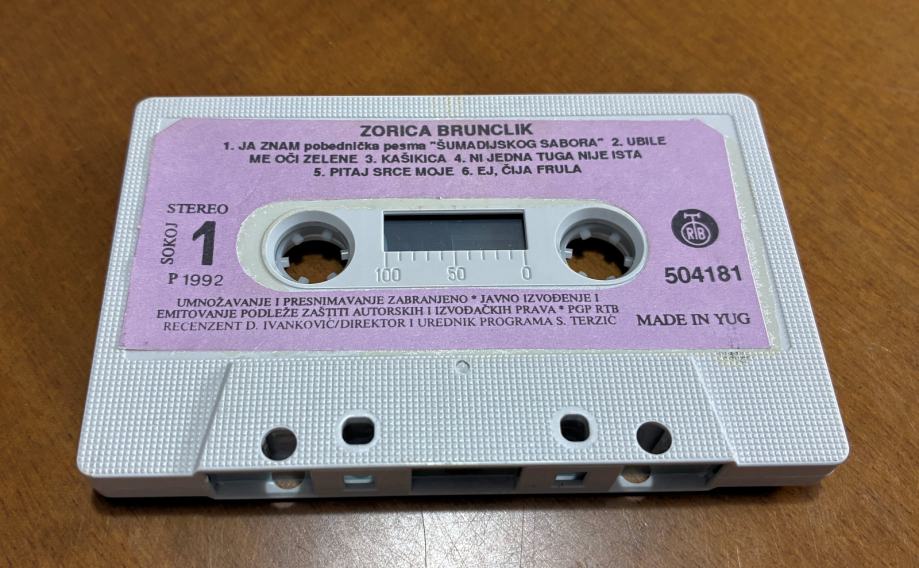 ZORICA BRUNCLIK
1. JA ZNAM pobednička pesma "ŠUMADIJSKOG SABORA" 2. UBILE
ME OČI ZELENE 3. KAŠIKICA 4. NI JEDNA TUGA NIJE ISTA
5. PITAJ SRCE MOJE 6. EJ, ČIJA FRULA
STEREO
SOKOJ
1
P 1992
100 50 0
RTB
504181
UMNOŽAVANJE I PRESNIMAVANJE ZABRANJENO * JAVNO IZVOĐENJE I
EMITOVANJE PODLEŽE ZAŠTITI AUTORSKIH I IZVOĐAČKIH PRAVA * PGP RTB
RECENZENT D. IVANKOVIĆ/DIREKTOR I UREDNIK PROGRAMA S. TERZIĆ
MADE IN YUG